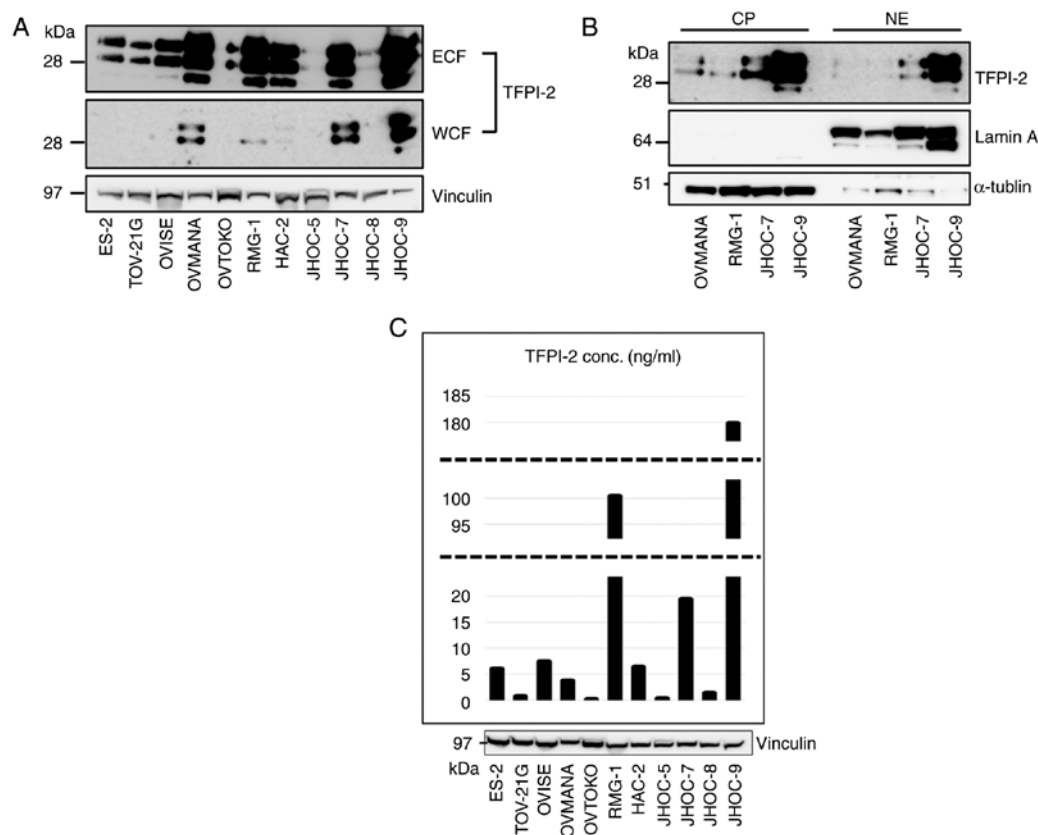 A
kDa
28
ECF
TFPI-2
28
WCF
97
Vinculin
ES-2
TOV-21G
OVISE
OVMANA
OVTOKO
RMG-1
HAC-2
JHOC-5
JHOC-7
JHOC-8
JHOC-9
B
CP NE
kDa
28
TFPI-2
64
Lamin A
51
α-tublin
OVMANA
RMG-1
JHOC-7
JHOC-9
OVMANA
RMG-1
JHOC-7
JHOC-9
C
TFPI-2 conc. (ng/ml)
185
180
100
95
20
15
10
5
0
97
Vinculin
kDa
ES-2
TOV-21G
OVISE
OVMANA
OVTOKO
RMG-1
HAC-2
JHOC-5
JHOC-7
JHOC-8
JHOC-9